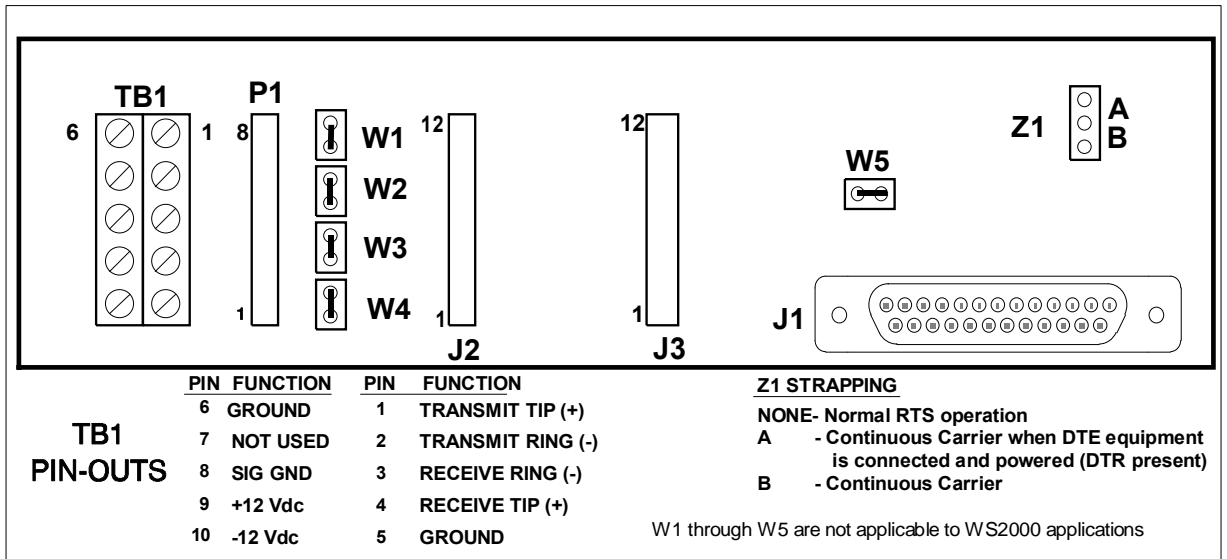 TB1
P1
6
1
8
W1
12
12
Z1
A
B
W2
W5
W3
W4
1
1
1
J1
J2
J3
PIN FUNCTION PIN FUNCTION
6 GROUND 1 TRANSMIT TIP (+)
7 NOT USED 2 TRANSMIT RING (-)
8 SIG GND 3 RECEIVE RING (-)
9 +12 Vdc 4 RECEIVE TIP (+)
10 -12 Vdc 5 GROUND
TB1
PIN-OUTS
Z1 STRAPPING
NONE- Normal RTS operation
A - Continuous Carrier when DTE equipment
is connected and powered (DTR present)
B - Continuous Carrier
W1 through W5 are not applicable to WS2000 applications